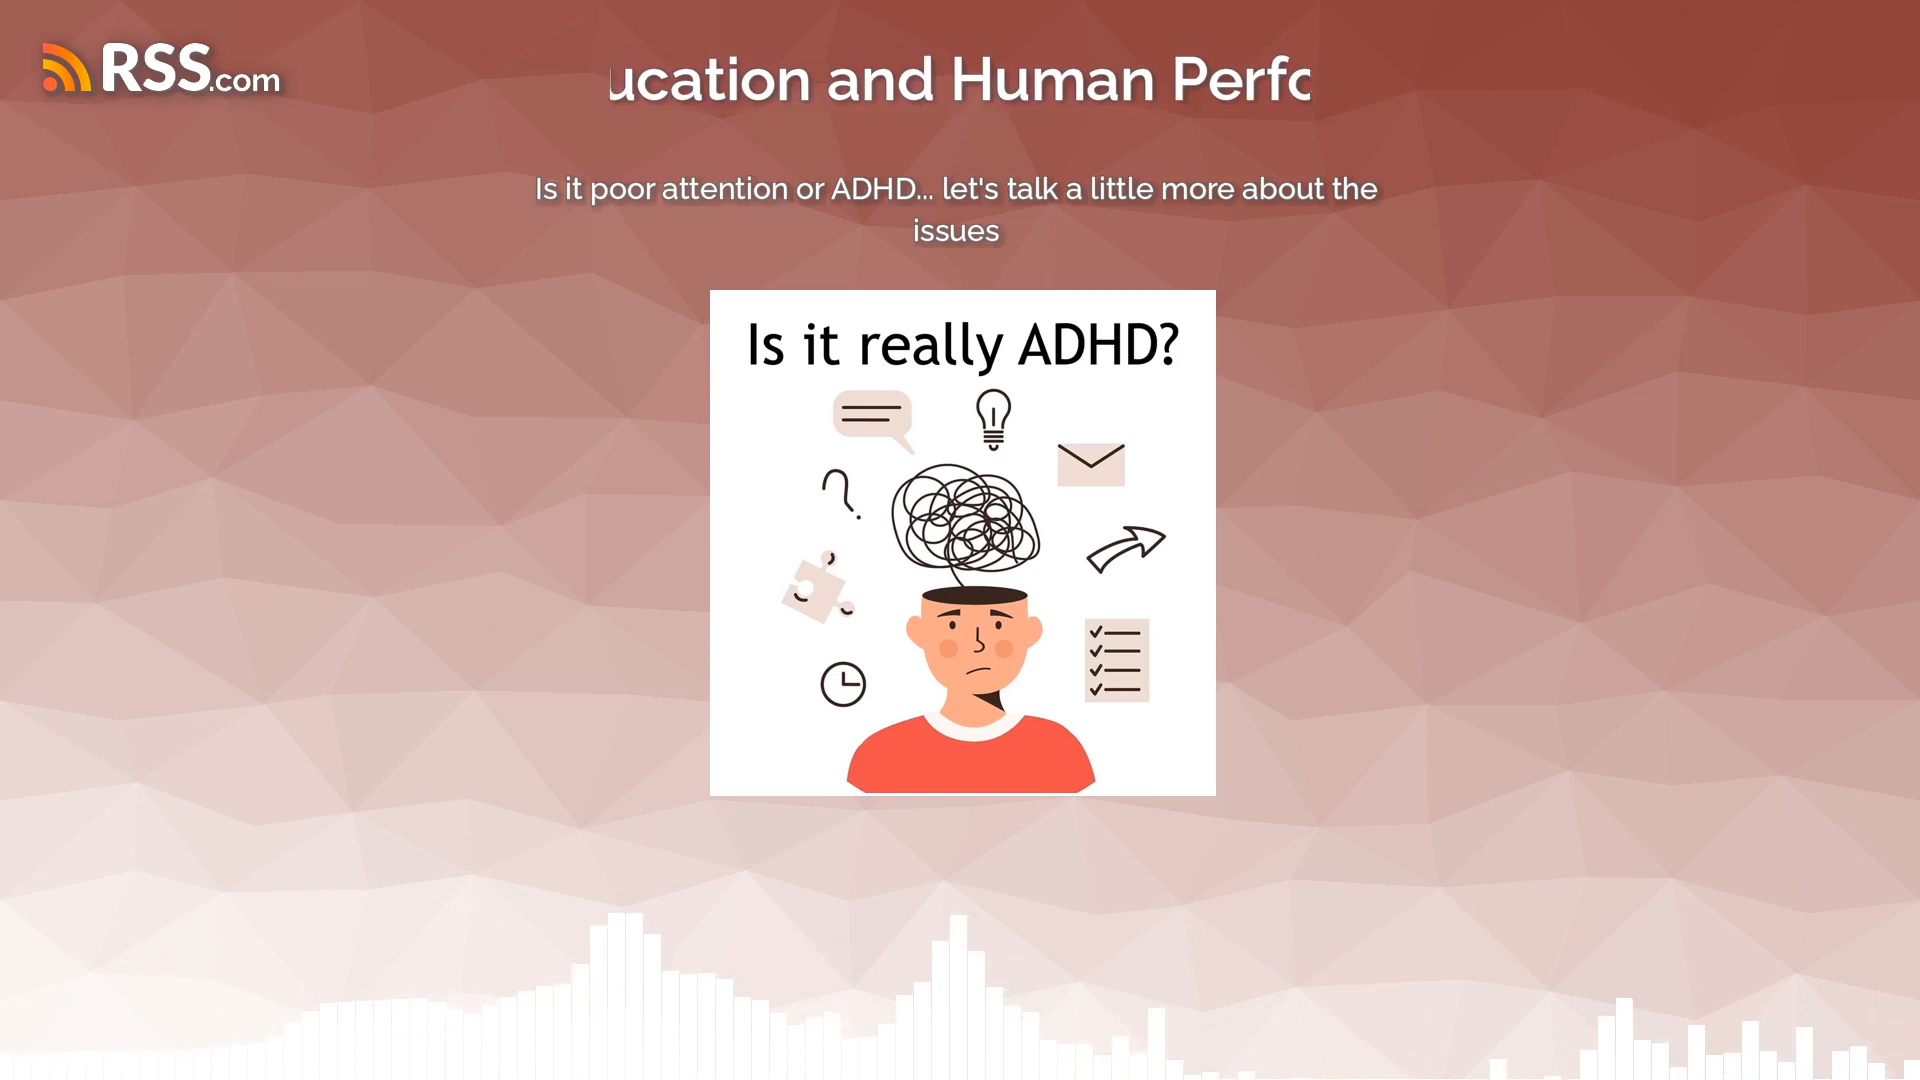 RSS.com
ucation and Human Perfo
Is it poor attention or ADHD... let's talk a little more about the
issues
Is it really ADHD?